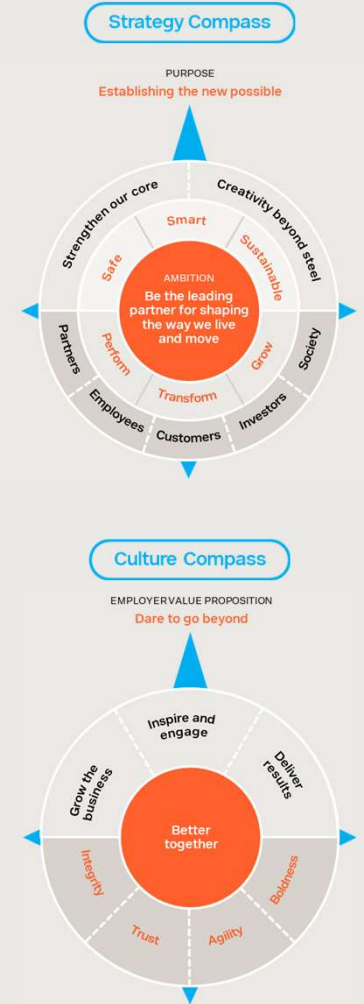 Strategy Compass
PURPOSE
Establishing the new possible
Strengthen our core
Creativity beyond steel
Safe
Smart
Sustainable
AMBITION
Be the leading
partner for shaping
the way we live
and move
Perform
Transform
Grow
Partners
Employees
Customers
Investors
Society
Culture Compass
EMPLOYER VALUE PROPOSITION
Dare to go beyond
Grow the
business
Inspire and
engage
Deliver
results
Better
together
Integrity
Trust
Agility
Boldness